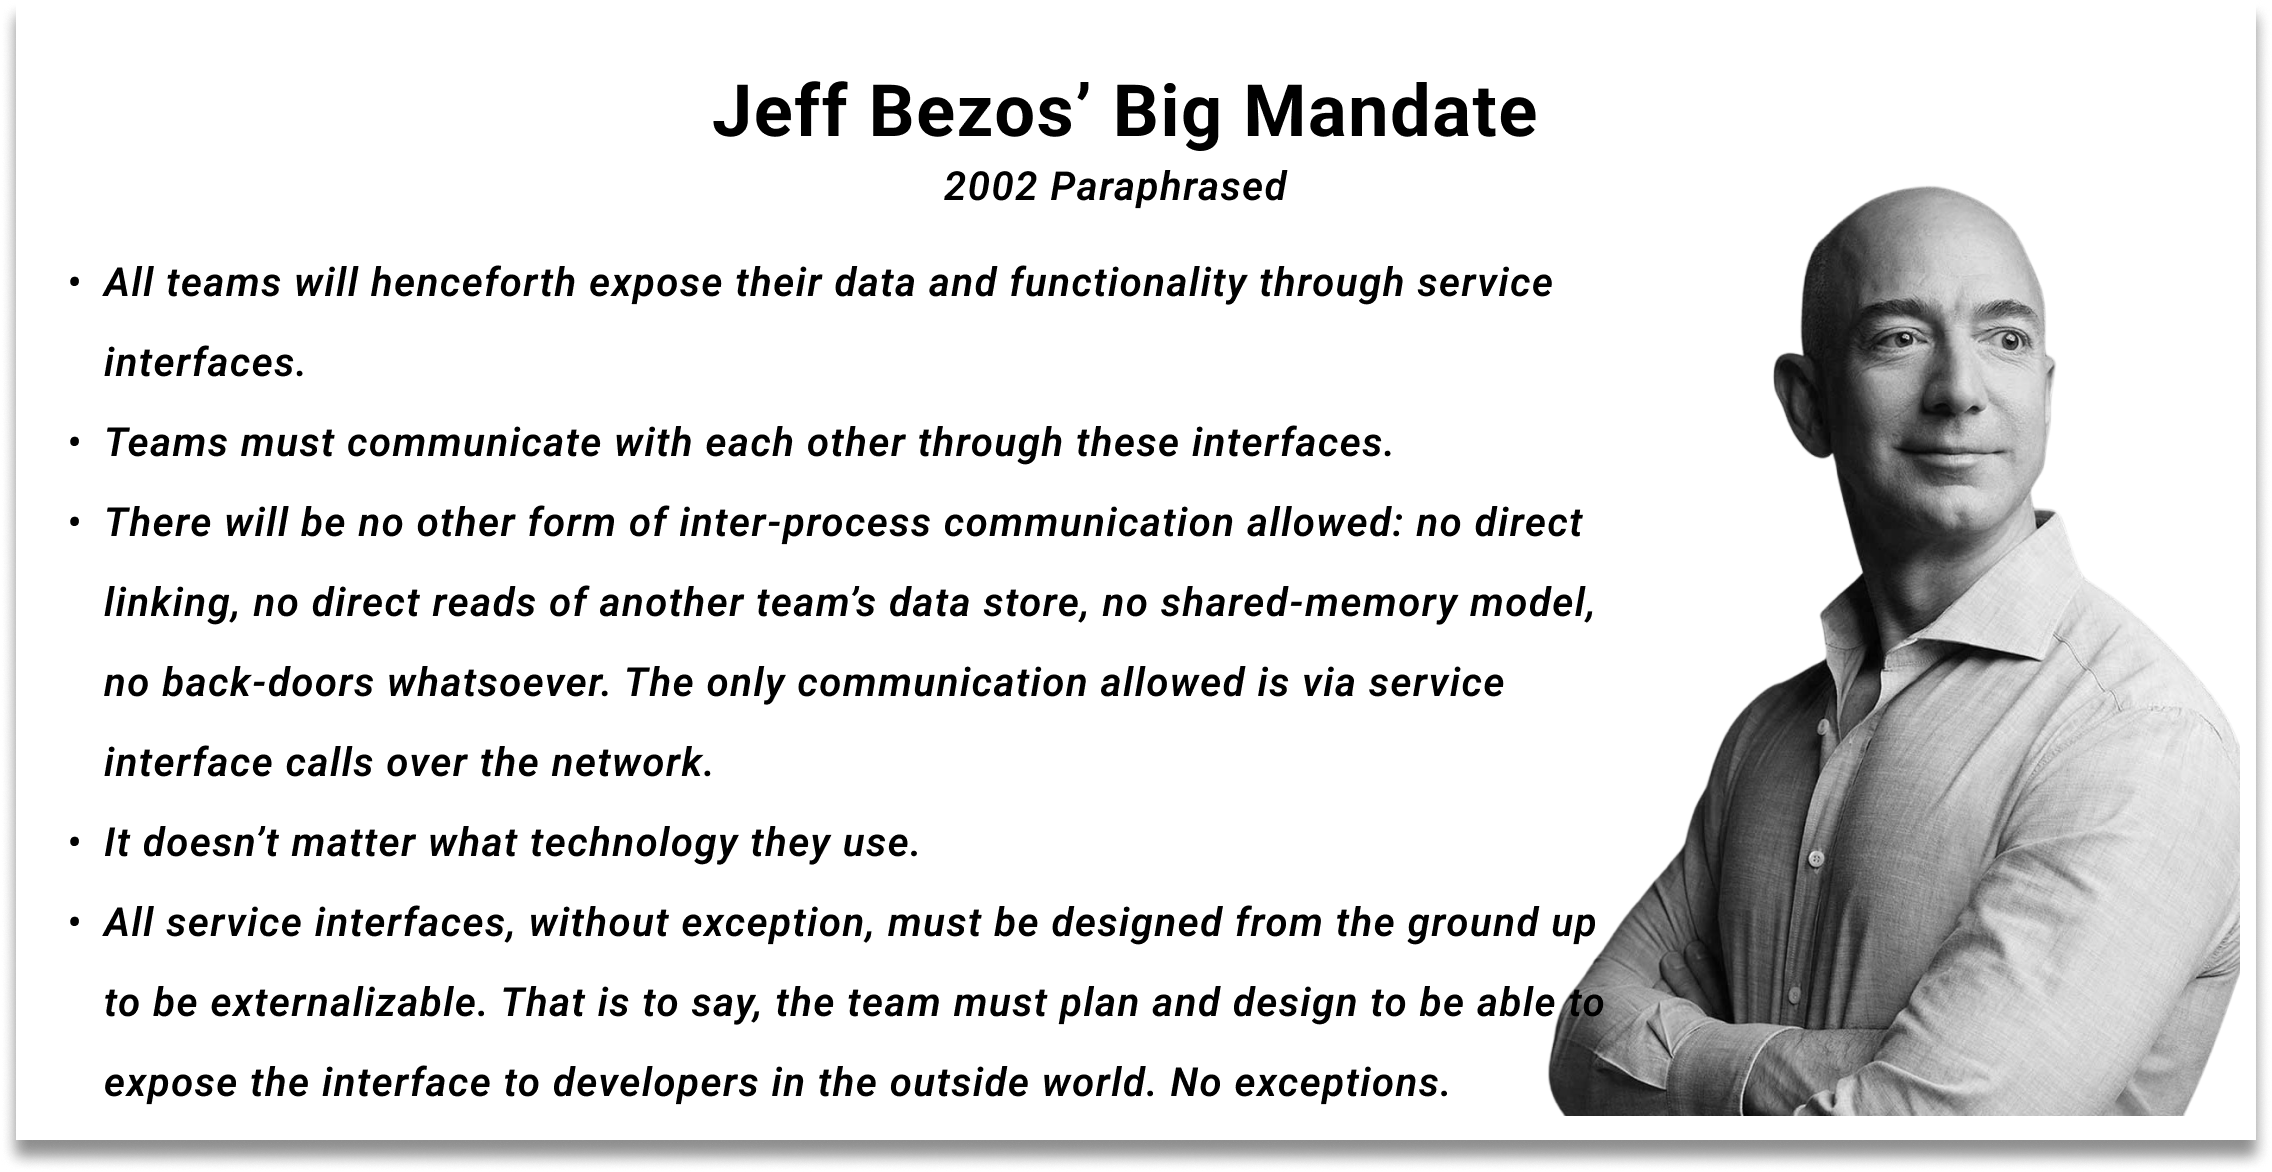 Jeff Bezos’ Big Mandate
2002 Paraphrased
• All teams will henceforth expose their data and functionality through service
interfaces.
• Teams must communicate with each other through these interfaces.
• There will be no other form of inter-process communication allowed: no direct
linking, no direct reads of another team’s data store, no shared-memory model,
no back-doors whatsoever. The only communication allowed is via service
interface calls over the network.
• It doesn’t matter what technology they use.
• All service interfaces, without exception, must be designed from the ground up
to be externalizable. That is to say, the team must plan and design to be able to
expose the interface to developers in the outside world. No exceptions.